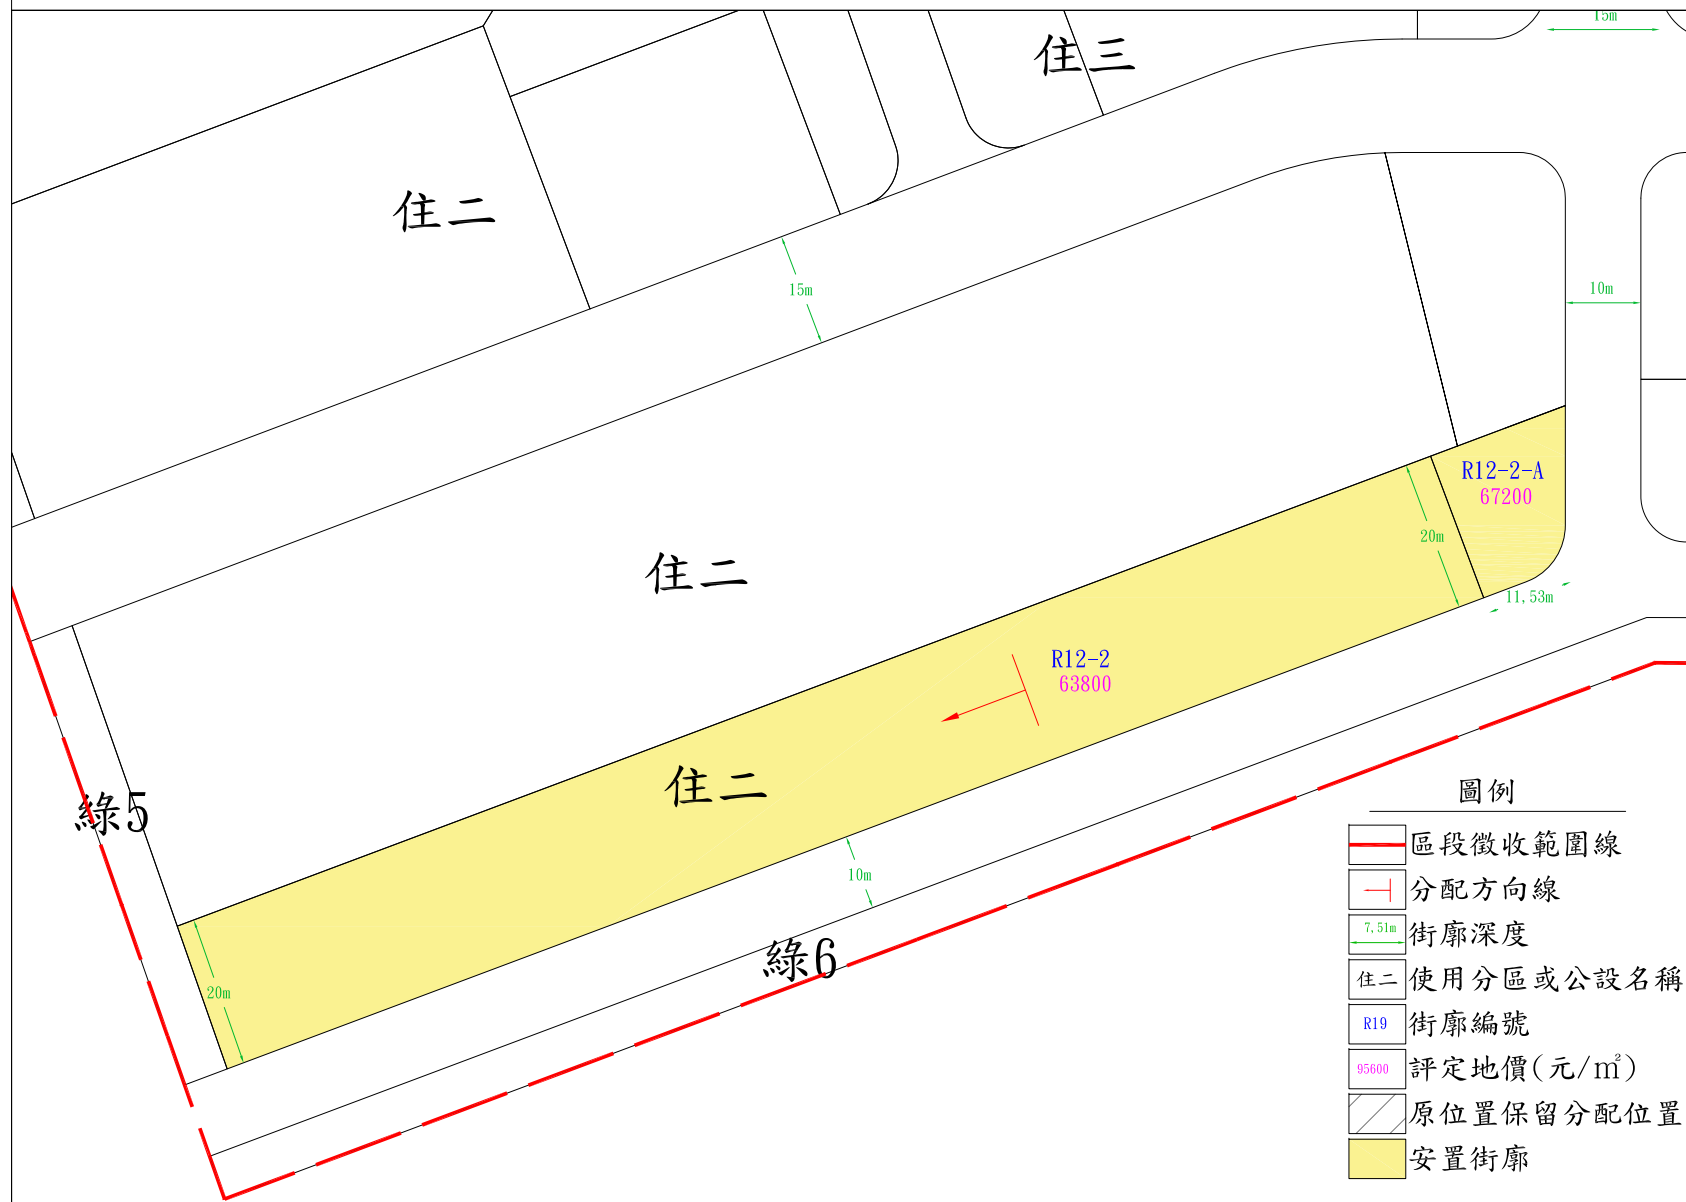 15m
住三
住二
15m
10m
R12-2-A
67200
20m
住二
11,53m
R12-2
63800
住二
綠5
10m
綠6
20m
圖例
區段徵收範圍線
分配方向線
7,51m 街廓深度
住二 使用分區或公設名稱
R19 街廓編號
95600 評定地價(元/㎡)
原位置保留分配位置
安置街廓